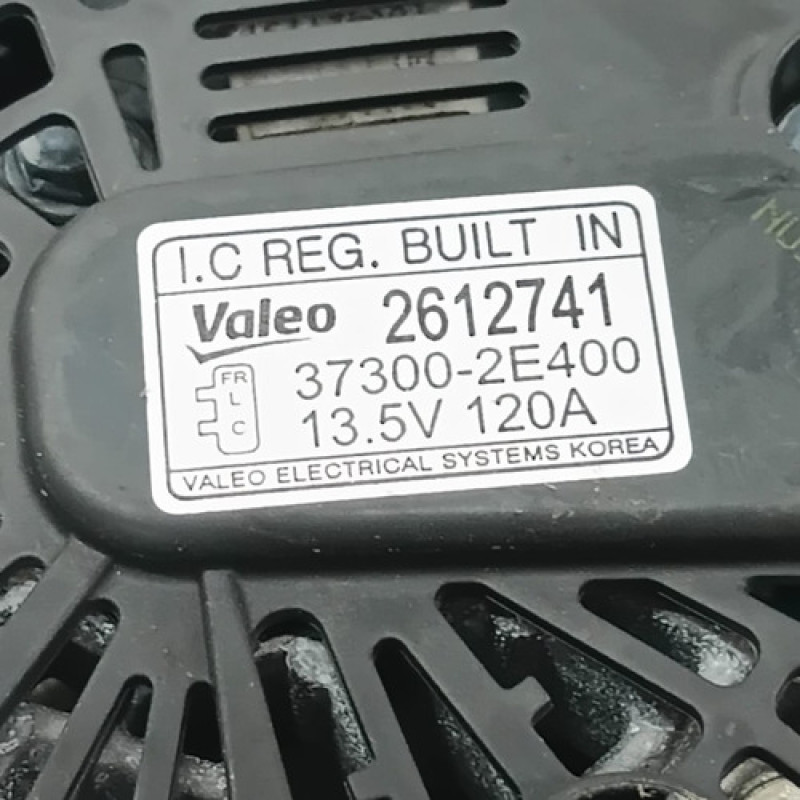 I.C REG. BUILT IN
Valeo 2612741
37300-2E400
FR
L
C
13.5V 120A
VALEO ELECTRICAL SYSTEMS KOREA